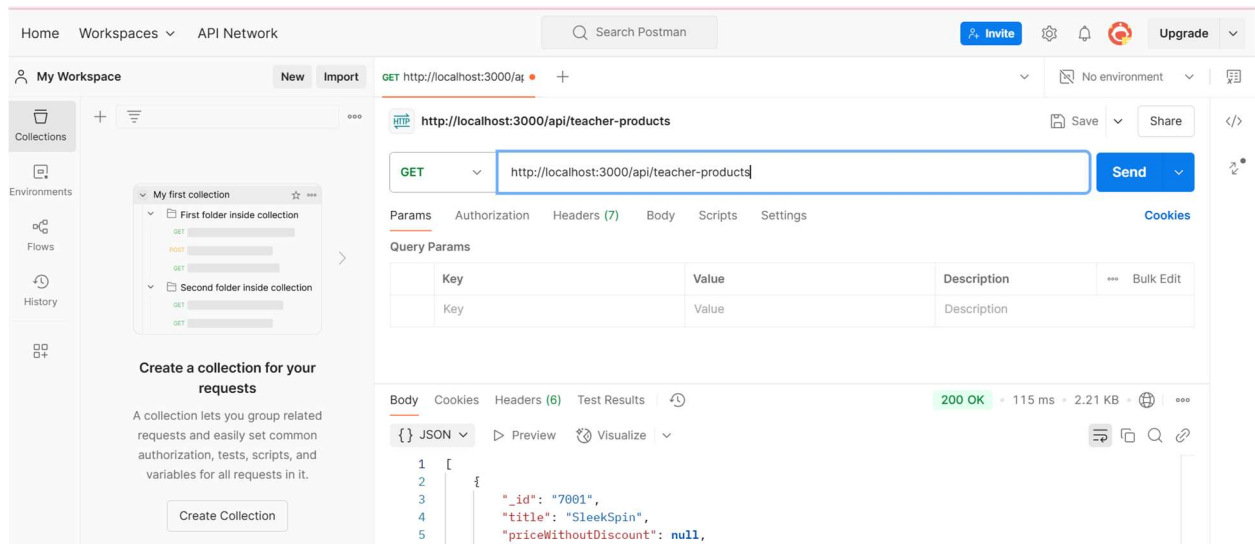 Home Workspaces API Network Search Postman Invite Upgrade
My Workspace New Import GET http://localhost:3000/ap No environment
Collections
Environments
Flows
History
My first collection
First folder inside collection
GET
POST
GET
Second folder inside collection
GET
GET
Create a collection for your
requests
A collection lets you group related
requests and easily set common
authorization, tests, scripts, and
variables for all requests in it.
Create Collection
HTTP http://localhost:3000/api/teacher-products Save Share </>
GET http://localhost:3000/api/teacher-products Send
Params Authorization Headers (7) Body Scripts Settings Cookies
Query Params
Key Value Description Bulk Edit
Key Value Description
Body Cookies Headers (6) Test Results 200 OK • 115 ms • 2.21 KB •
{} JSON Preview Visualize
1 [
2 {
3 "_id": "7001",
4 "title": "SleekSpin",
5 "priceWithoutDiscount": null,